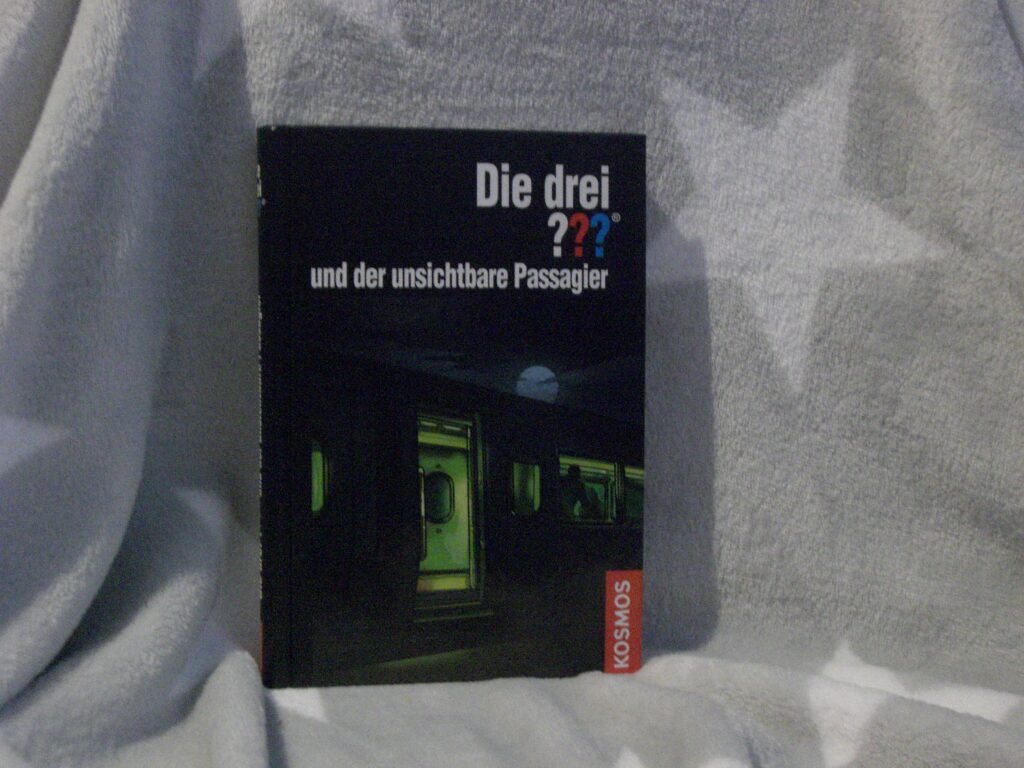 Die drei
???®
und der unsichtbare Passagier
KOSMOS